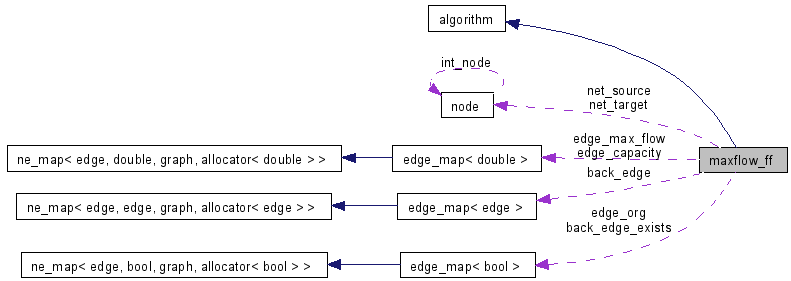 algorithm
int_node
node
net_source
net_target
edge_max_flow
edge_capacity
maxflow_ff
ne_map< edge, double, graph, allocator< double > >
edge_map< double >
back_edge
ne_map< edge, edge, graph, allocator< edge > >
edge_map< edge >
edge_org
back_edge_exists
ne_map< edge, bool, graph, allocator< bool > >
edge_map< bool >